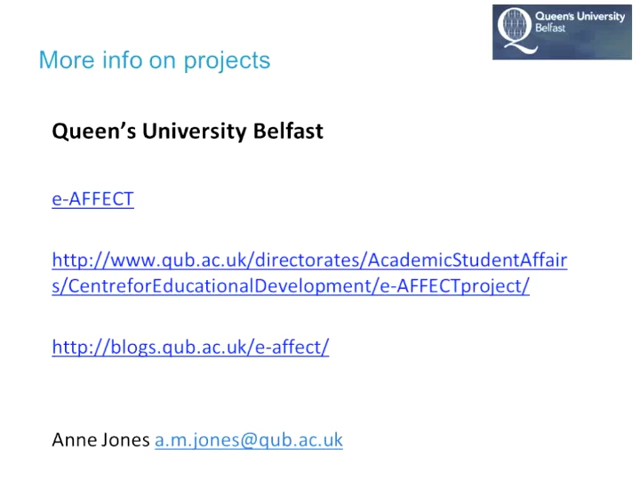 Queen's University
Belfast
More info on projects
Queen’s University Belfast
e-AFFECT
http://www.qub.ac.uk/directorates/AcademicStudentAffair
s/CentreforEducationalDevelopment/e-AFFECTproject/
http://blogs.qub.ac.uk/e-affect/
Anne Jones a.m.jones@qub.ac.uk